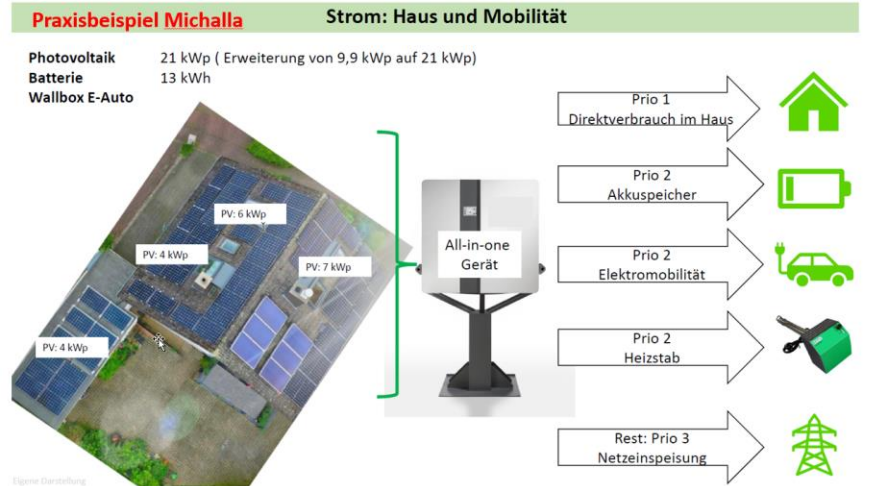 Praxisbeispiel Michalla
Strom: Haus und Mobilität
Photovoltaik 21 kWp ( Erweiterung von 9,9 kWp auf 21 kWp)
Batterie 13 kWh
Wallbox E-Auto
PV: 6 kWp
PV: 4 kWp
PV: 7 kWp
PV: 4 kWp
All-in-one
Gerät
Prio 1
Direktverbrauch im Haus
Prio 2
Akkuspeicher
Prio 2
Elektromobilität
Prio 2
Heizstab
Rest: Prio 3
Netzeinspeisung
Eigene Darstellung